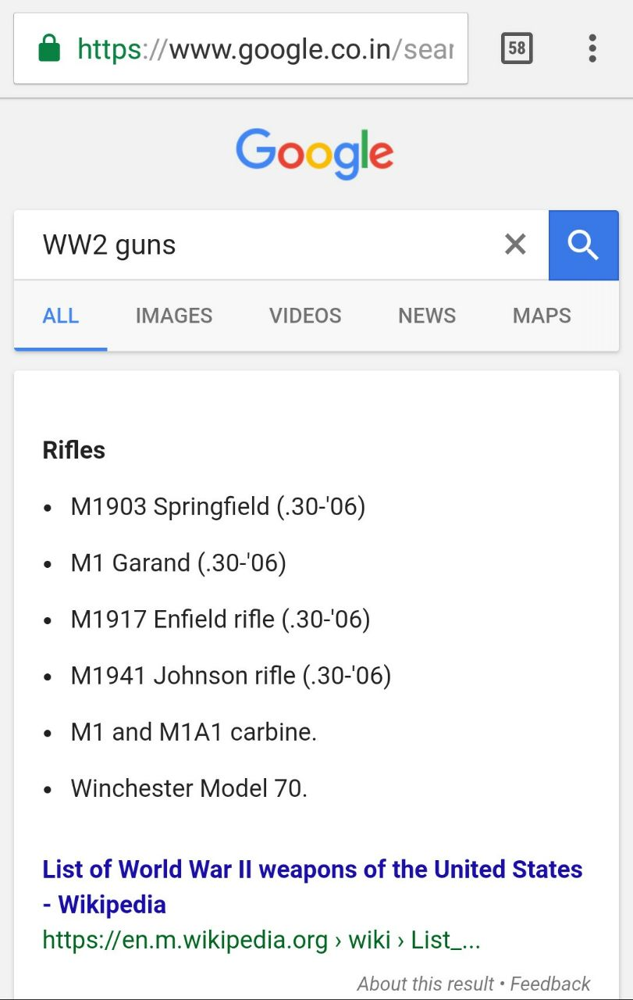 https://www.google.co.in/sear
58
Google
WW2 guns
ALL IMAGES VIDEOS NEWS MAPS
Rifles
• M1903 Springfield (.30-'06)
• M1 Garand (.30-'06)
• M1917 Enfield rifle (.30-'06)
• M1941 Johnson rifle (.30-'06)
• M1 and M1A1 carbine.
• Winchester Model 70.
List of World War II weapons of the United States
- Wikipedia
https://en.m.wikipedia.org › wiki › List_...
About this result • Feedback